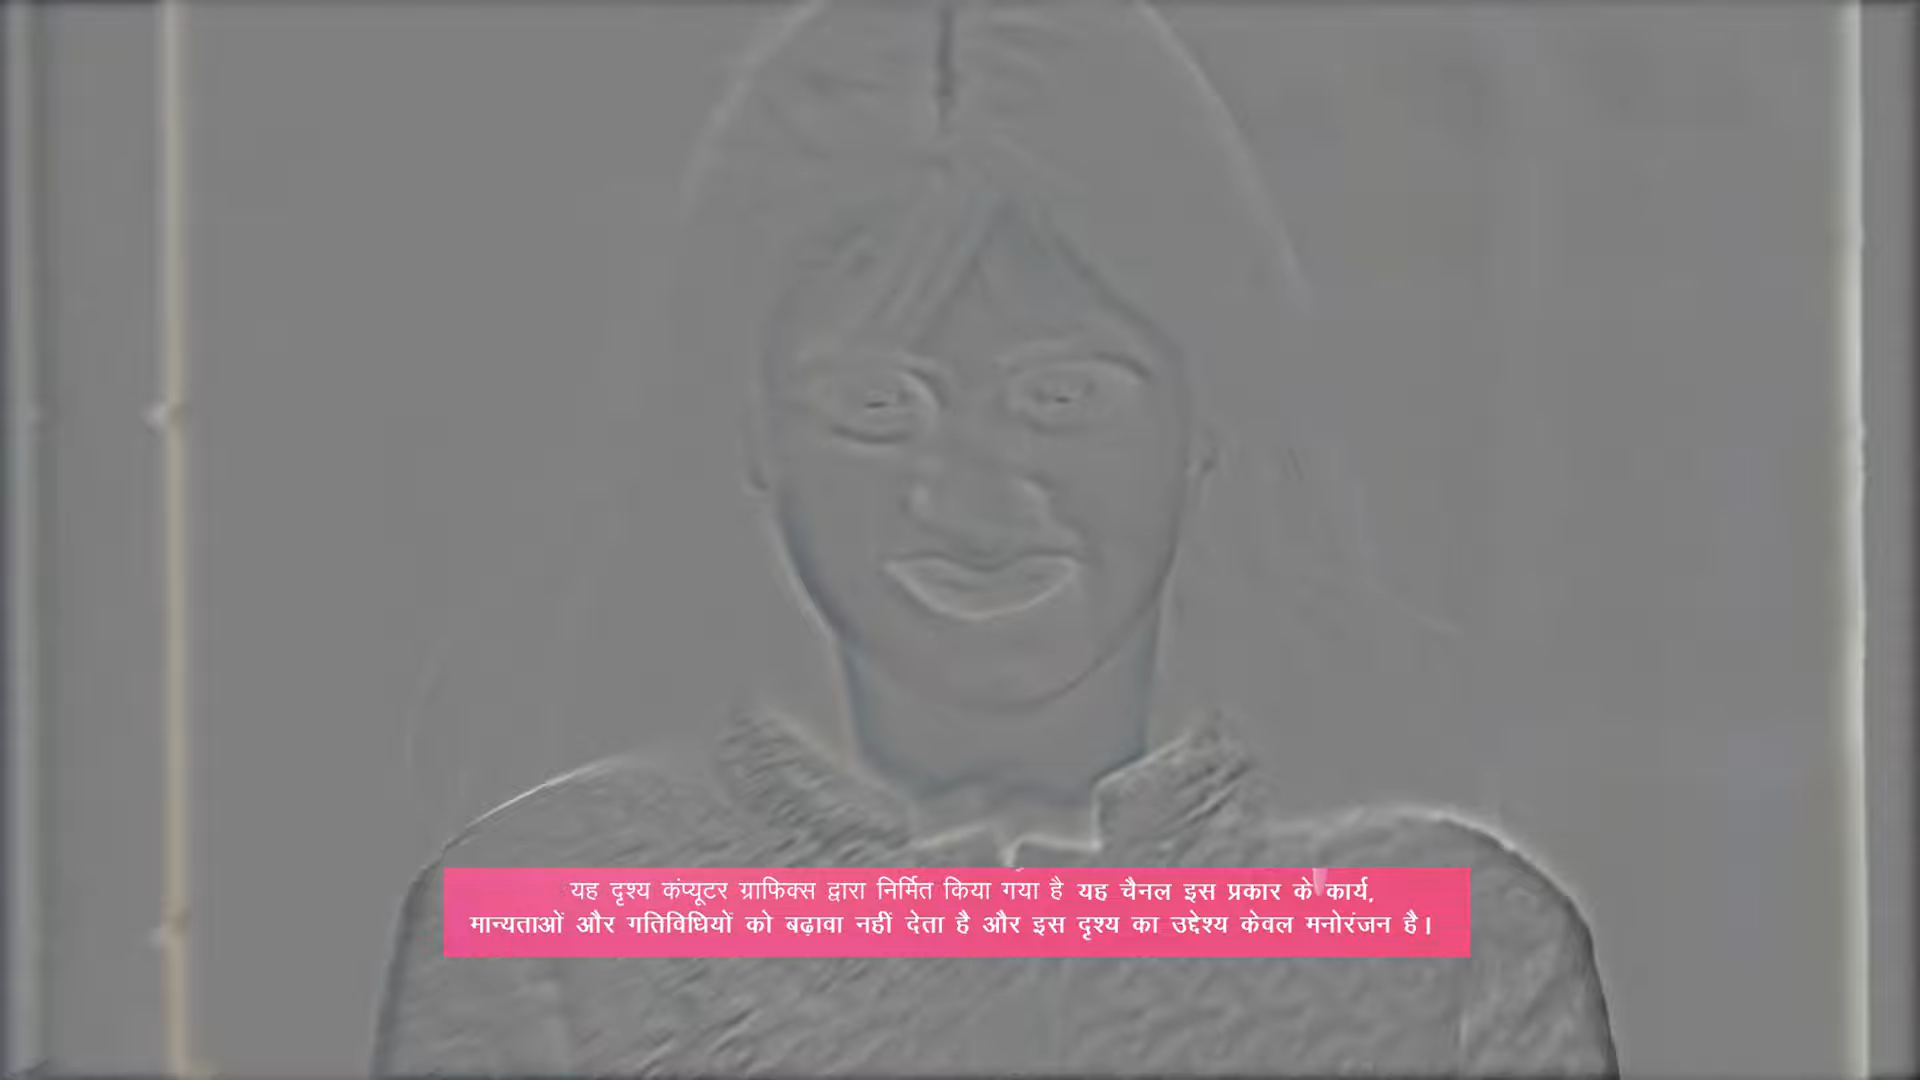 यह दृश्य कंप्यूटर ग्राफिक्स द्वारा निर्मित किया गया है यह चैनल इस प्रकार के कार्य,
मान्यताओं और गतिविधियों को बढ़ावा नहीं देता है और इस दृश्य का उद्देश्य केवल मनोरंजन है।